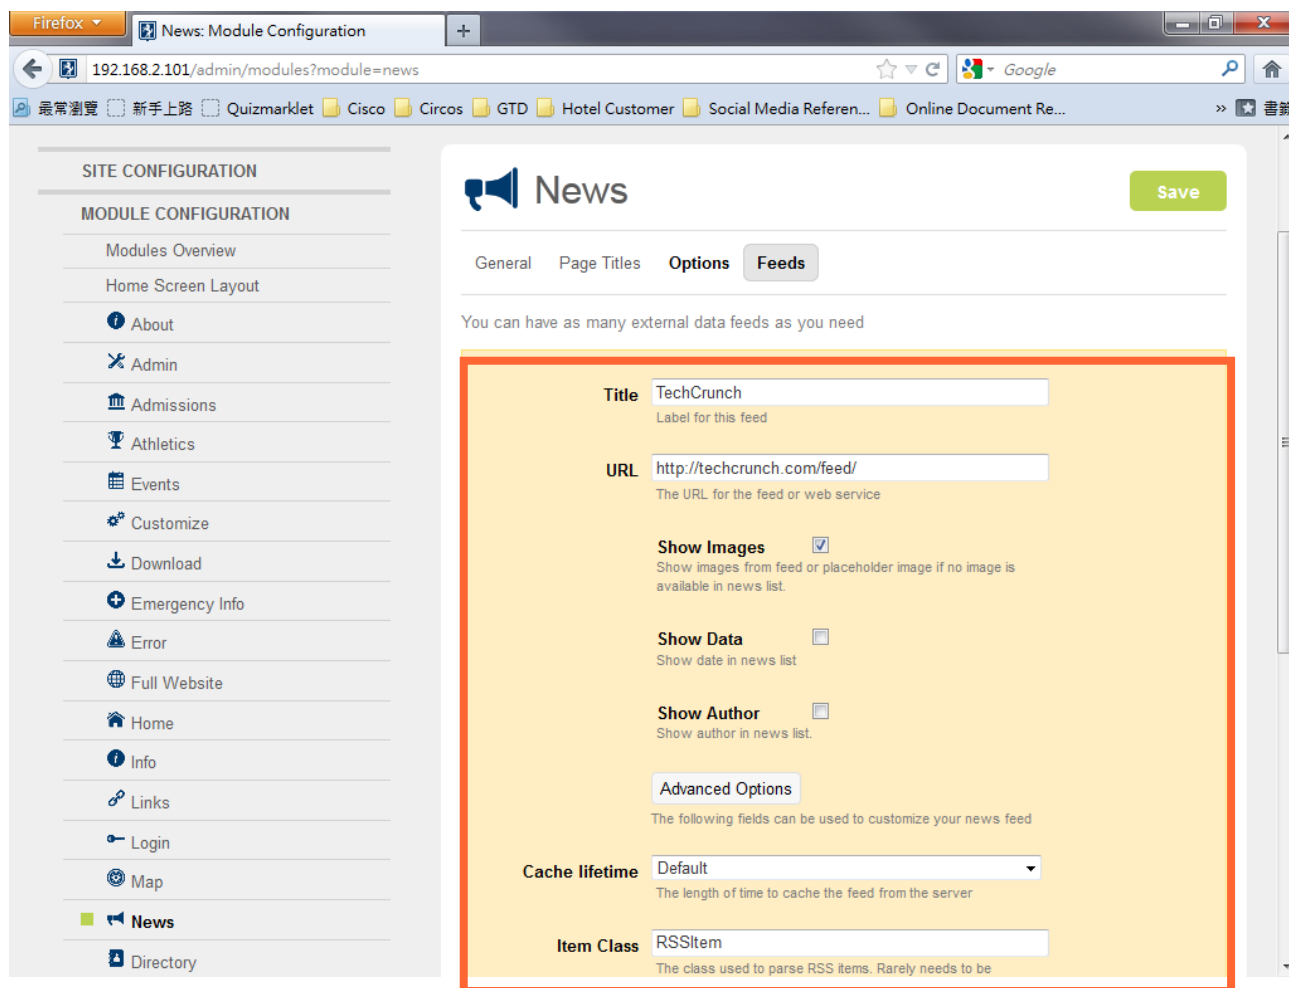 Firefox
News: Module Configuration
192.168.2.101/admin/modules?module=news
Google
最常瀏覽 新手上路 Quizmarklet Cisco Circos GTD Hotel Customer Social Media Referen... Online Document Re... »
SITE CONFIGURATION
MODULE CONFIGURATION
Modules Overview
Home Screen Layout
About
Admin
Admissions
Athletics
Events
Customize
Download
Emergency Info
Error
Full Website
Home
Info
Links
Login
Map
News
Directory
News
Save
General Page Titles Options Feeds
You can have as many external data feeds as you need
Title TechCrunch
Label for this feed
URL http://techcrunch.com/feed/
The URL for the feed or web service
Show Images
Show images from feed or placeholder image if no image is
available in news list.
Show Data
Show date in news list
Show Author
Show author in news list.
Advanced Options
The following fields can be used to customize your news feed
Cache lifetime Default
The length of time to cache the feed from the server
Item Class RSSItem
The class used to parse RSS items. Rarely needs to be